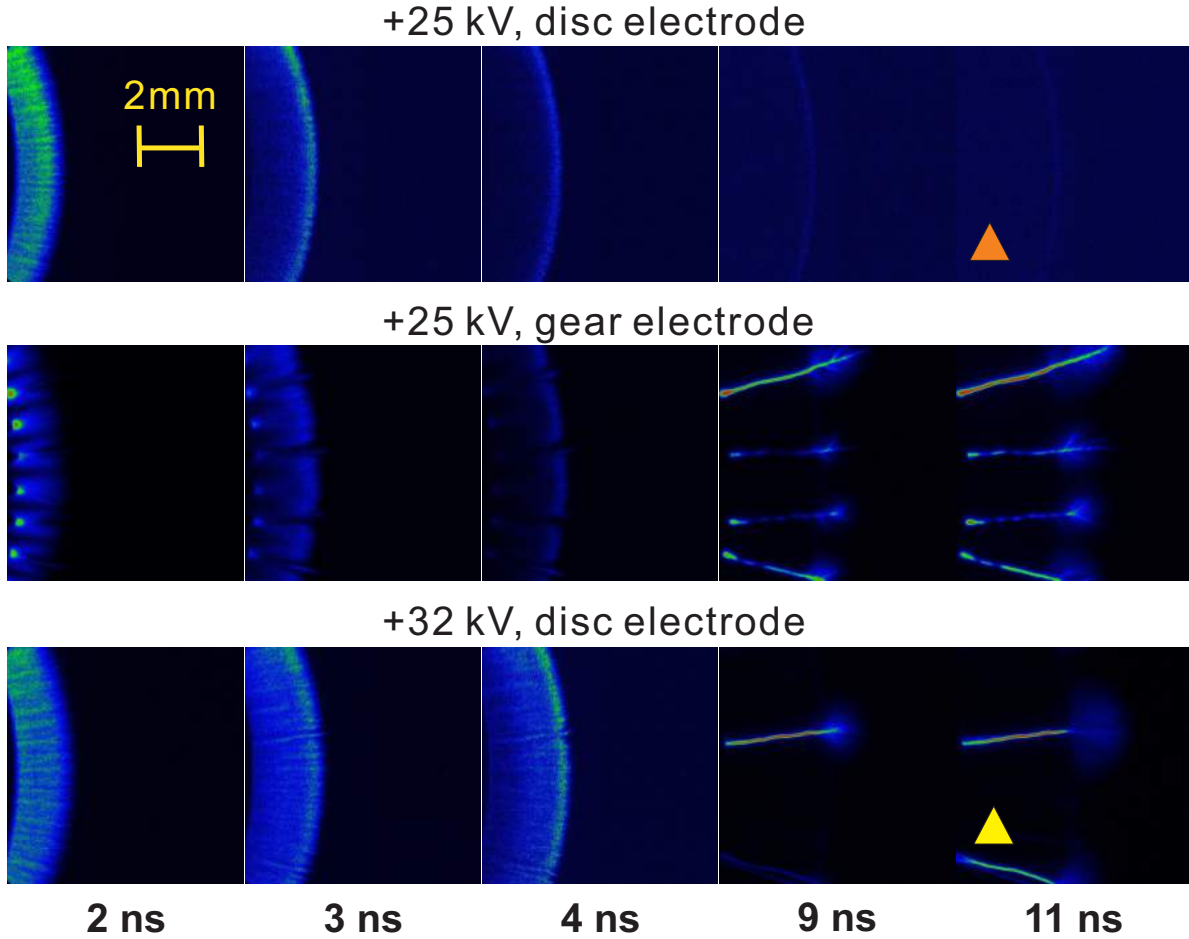 +25 kV, disc electrode
2mm
+25 kV, gear electrode
+32 kV, disc electrode
2 ns
3 ns
4 ns
9 ns
11 ns